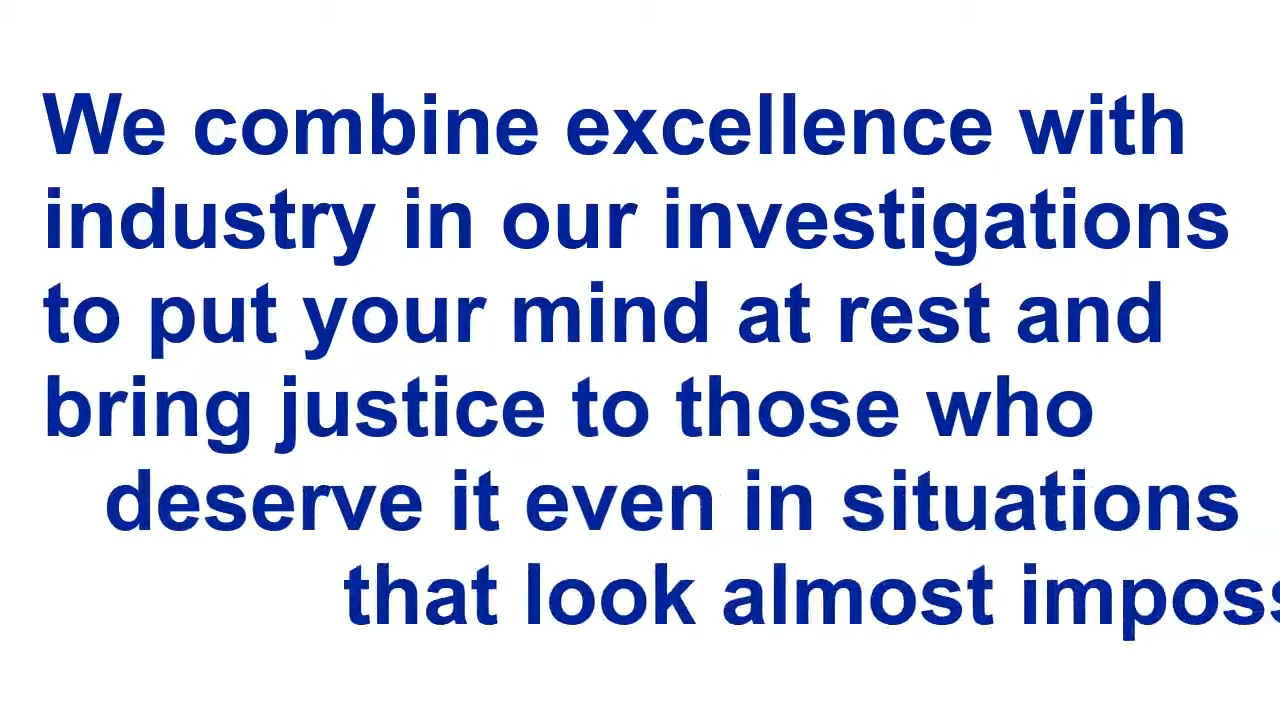 We combine excellence with
industry in our investigations
to put your mind at rest and
bring justice to those who
deserve it even in situations
that look almost